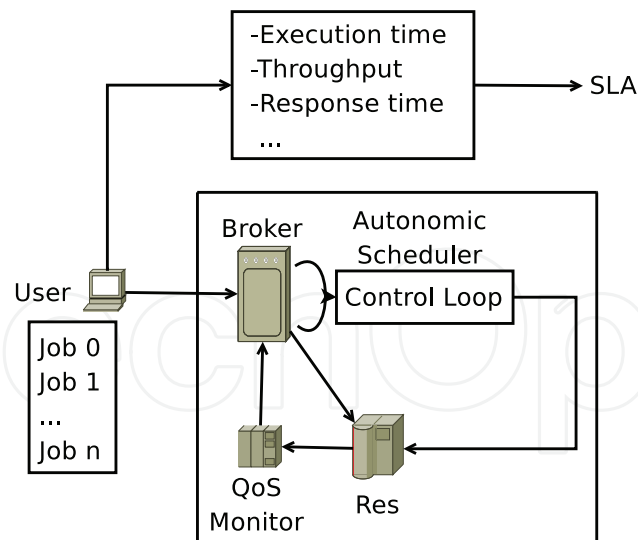 -Execution time
-Throughput
-Response time
...
SLA
Broker
Autonomic
Scheduler
Control Loop
User
Job 0
Job 1
...
Job n
QoS
Monitor
Res